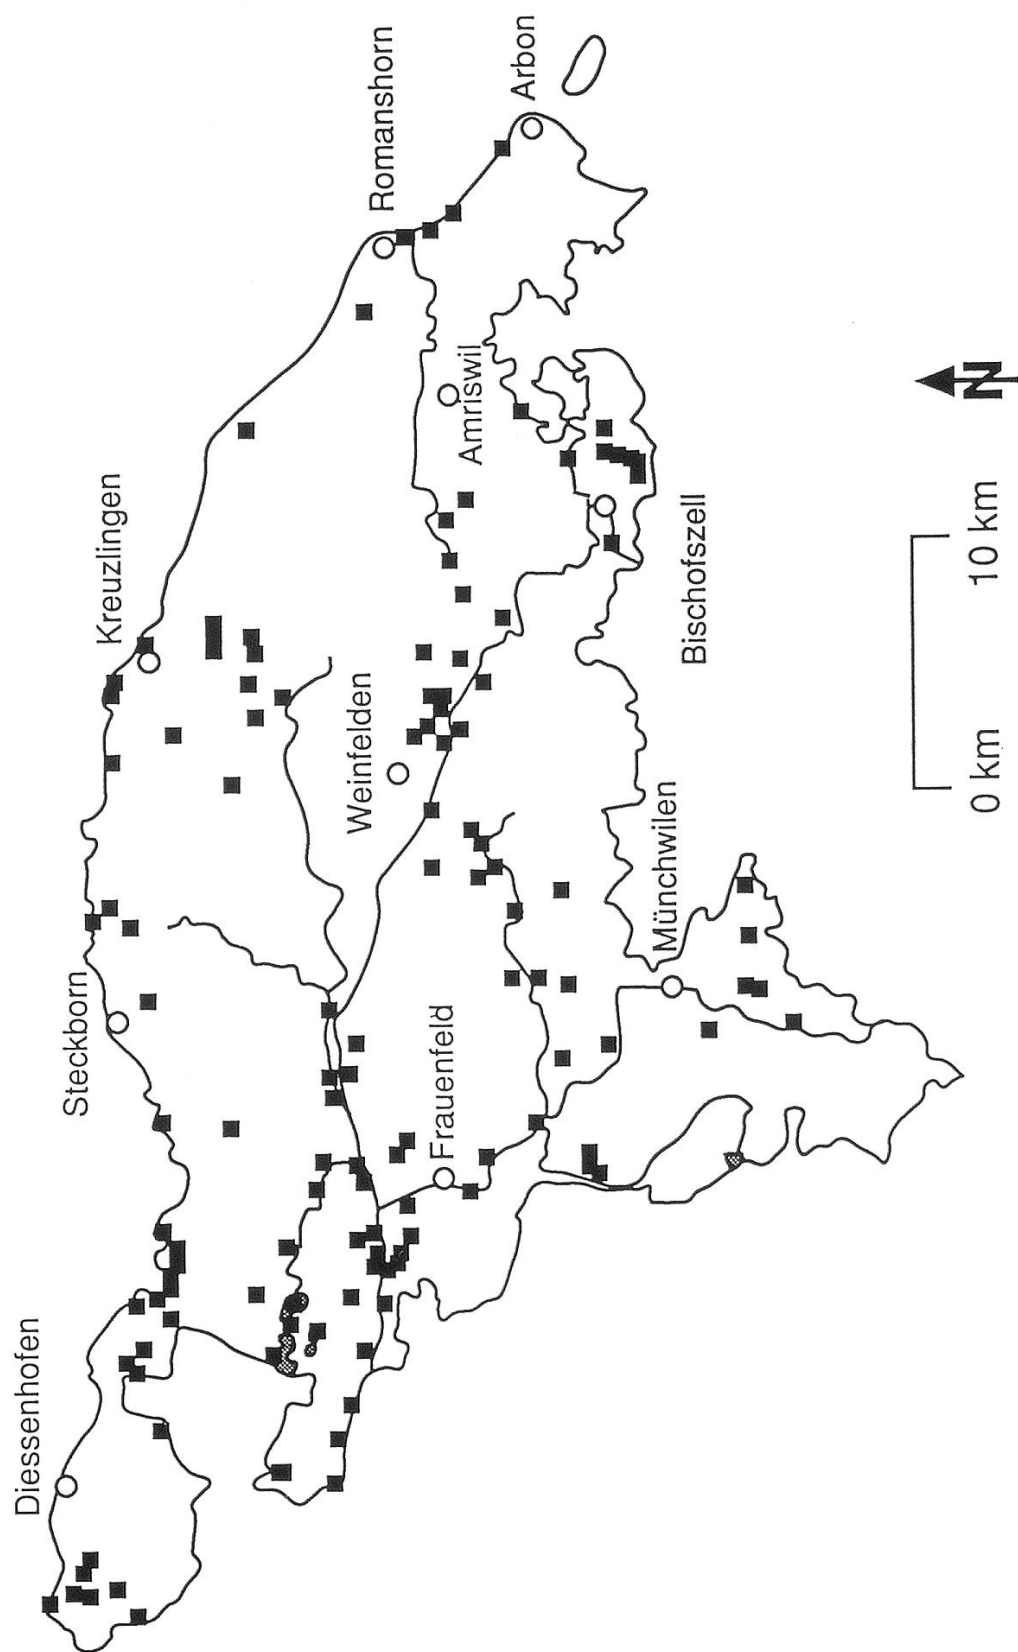 Diessenhofen
Steckborn
Kreuzlingen
Romanshorn
Arbon
Amriswil
Weinfelden
Frauenfeld
Bischofszell
Münchwilen
N
0 km
10 km